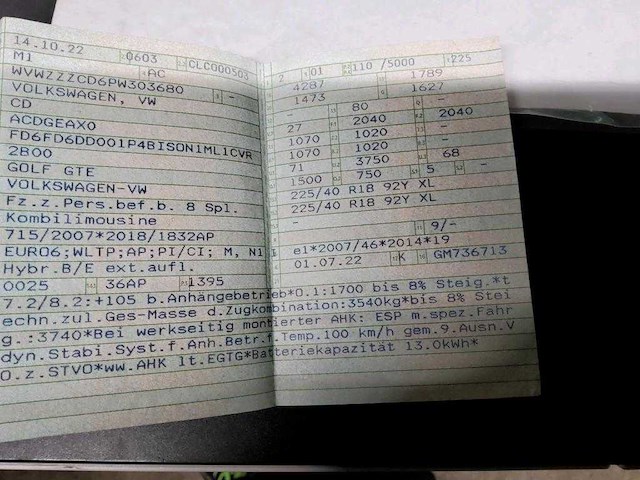 14.10.22 0603 CLC000503
M1 AC
WVWZZZCD6PW303680 -
VOLKSWAGEN, VW
CD
ACDGEAX0
FD6FD6DD001P4BISON1ML1CVR
2800
GOLF GTE
VOLKSWAGEN-VW
Fz.z.Pers.bef.b. 8 Spl.
Kombilimousine
715/2007*2018/1832AP
EURO6;WLTP;AP;PI/CI; M, N1 I
Hybr.B/E ext.aufl.
0025 36AP 1395
2 01 110 /5000 225
4287 1789
1473 1627
- 80 -
27 2040 2040
1070 1020 -
1070 1020 -
71 3750 68
1500 750 5 -
225/40 R18 92Y XL
225/40 R18 92Y XL
-
- 9/-
e1*2007/46*2014*19
01.07.22 K GM736713
7.2/8.2:+105 b.Anhängebetrieb*0.1:1700 bis 8% Steig.*t
echn.zul.Ges-Masse d.Zugkombination:3540kg*bis 8% Stei
g.:3740*Bei werkseitig montierter AHK: ESP m.spez.Fahr
dyn.Stabi.Syst.f.Anh.Betr.f.Temp.100 km/h gem.9.Ausn.V
O.z.STVO*ww.AHK lt.EGTG*Batteriekapazität 13.0kWh*